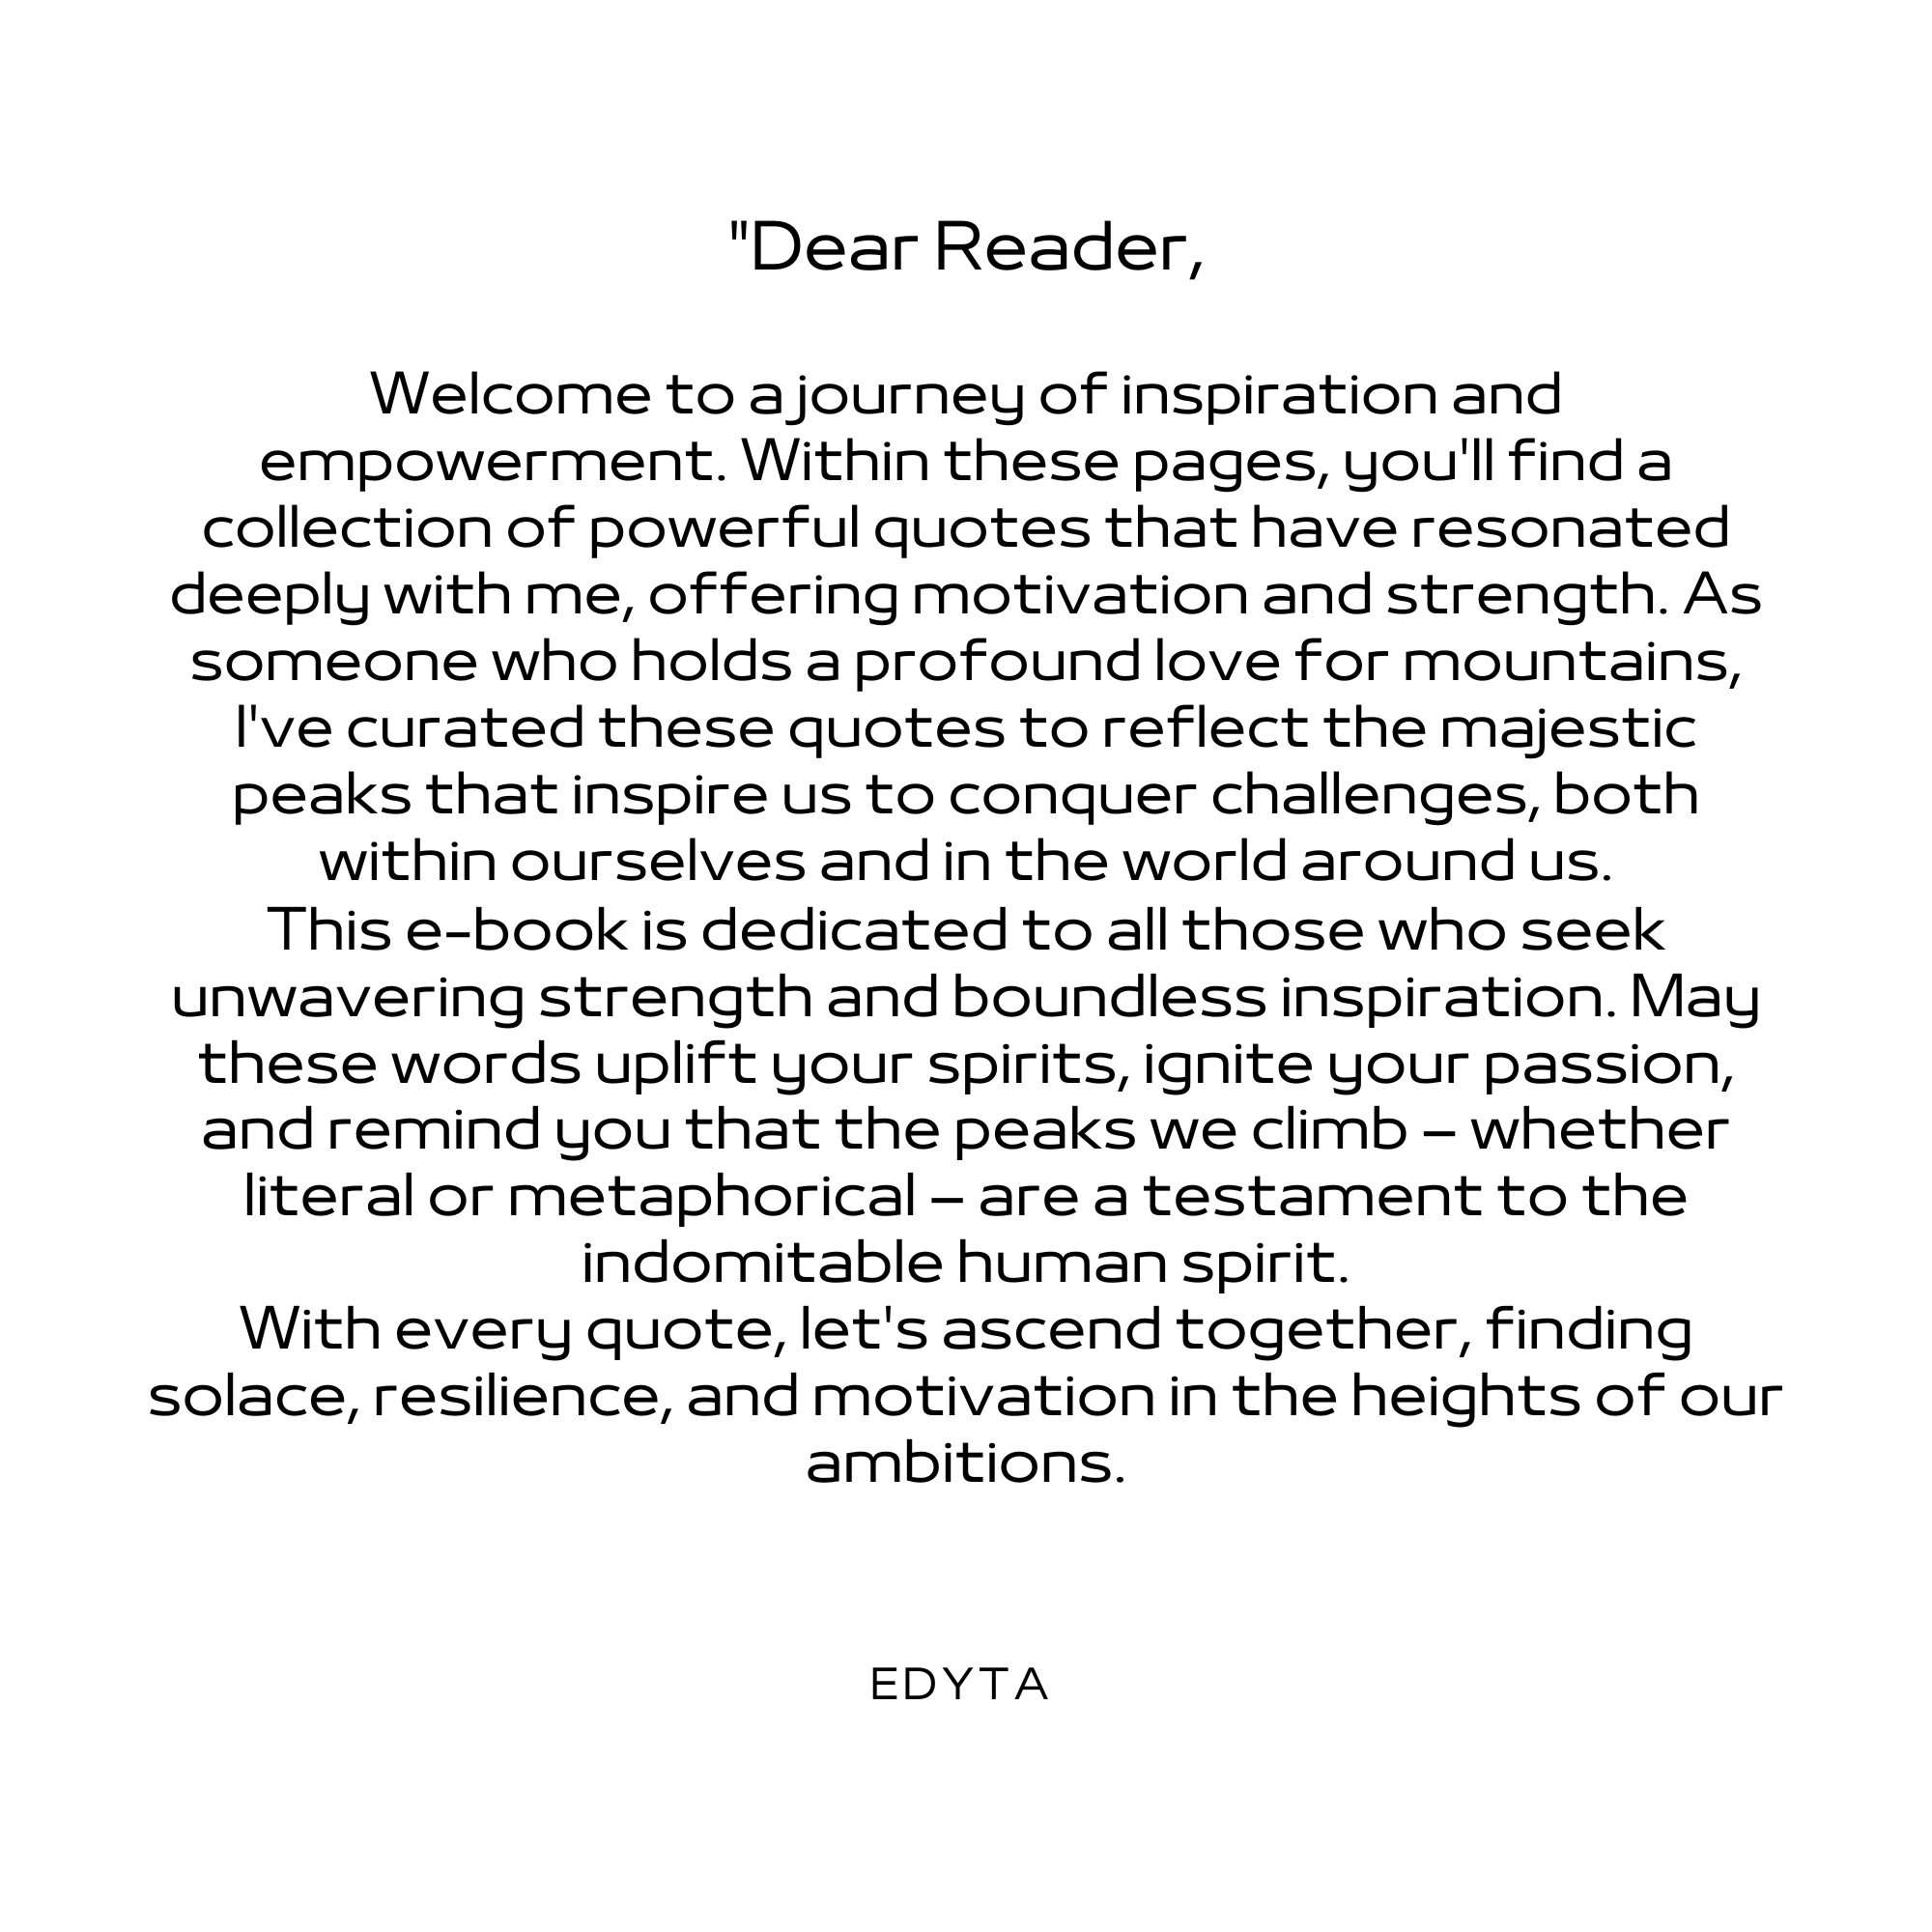 "Dear Reader,
Welcome to a journey of inspiration and
empowerment. Within these pages, you'll find a
collection of powerful quotes that have resonated
deeply with me, offering motivation and strength. As
someone who holds a profound love for mountains,
I've curated these quotes to reflect the majestic
peaks that inspire us to conquer challenges, both
within ourselves and in the world around us.
This e-book is dedicated to all those who seek
unwavering strength and boundless inspiration. May
these words uplift your spirits, ignite your passion,
and remind you that the peaks we climb – whether
literal or metaphorical – are a testament to the
indomitable human spirit.
With every quote, let's ascend together, finding
solace, resilience, and motivation in the heights of our
ambitions.
EDYTA